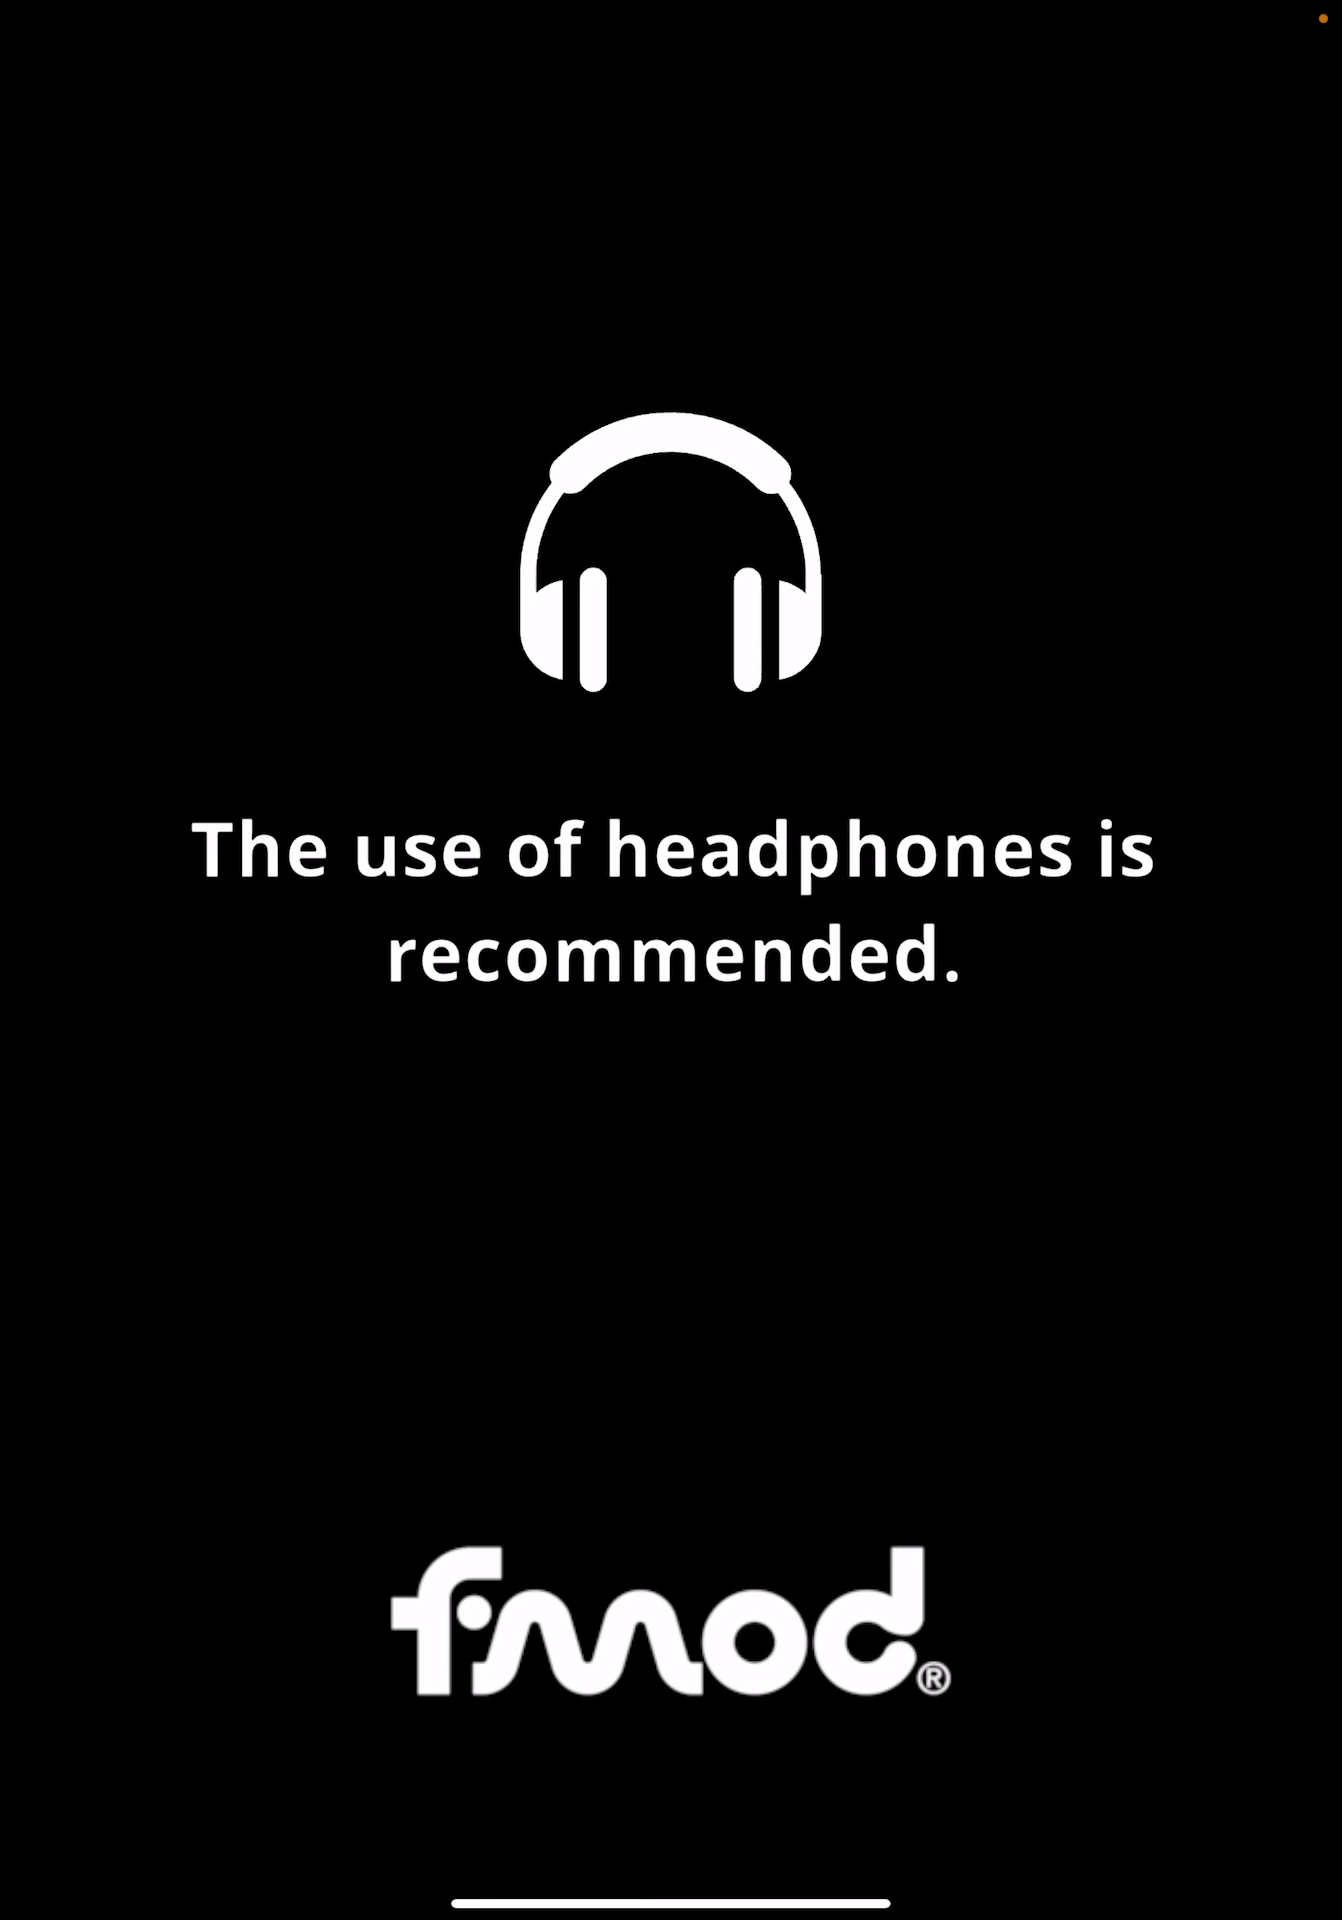 The use of headphones is
recommended.
fmod®